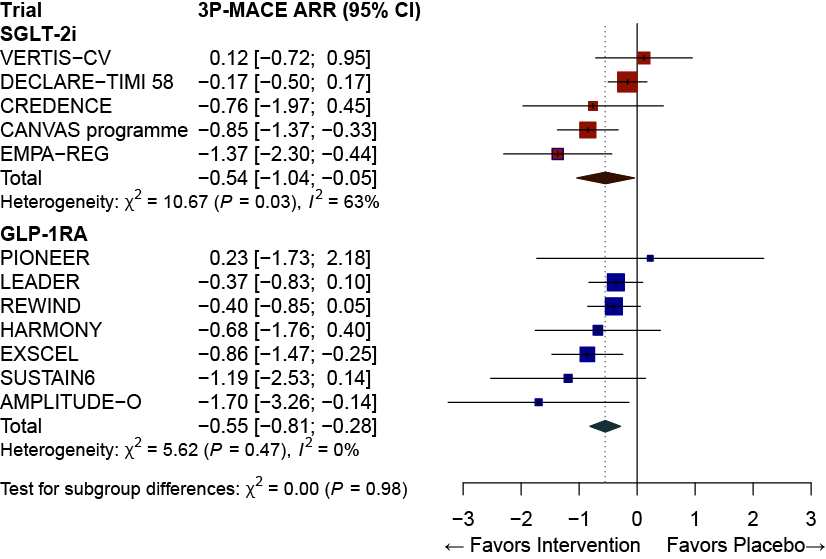 Trial 3P-MACE ARR (95% CI)
SGLT-2i
VERTIS−CV 0.12 [−0.72; 0.95]
DECLARE−TIMI 58 −0.17 [−0.50; 0.17]
CREDENCE −0.76 [−1.97; 0.45]
CANVAS programme −0.85 [−1.37; −0.33]
EMPA−REG −1.37 [−2.30; −0.44]
Total −0.54 [−1.04; −0.05]
Heterogeneity: χ² = 10.67 (P = 0.03), I² = 63%
GLP-1RA
PIONEER 0.23 [−1.73; 2.18]
LEADER −0.37 [−0.83; 0.10]
REWIND −0.40 [−0.85; 0.05]
HARMONY −0.68 [−1.76; 0.40]
EXSCEL −0.86 [−1.47; −0.25]
SUSTAIN6 −1.19 [−2.53; 0.14]
AMPLITUDE−O −1.70 [−3.26; −0.14]
Total −0.55 [−0.81; −0.28]
Heterogeneity: χ² = 5.62 (P = 0.47), I² = 0%
Test for subgroup differences: χ² = 0.00 (P = 0.98)
−3 −2 −1 0 1 2 3
← Favors Intervention Favors Placebo→